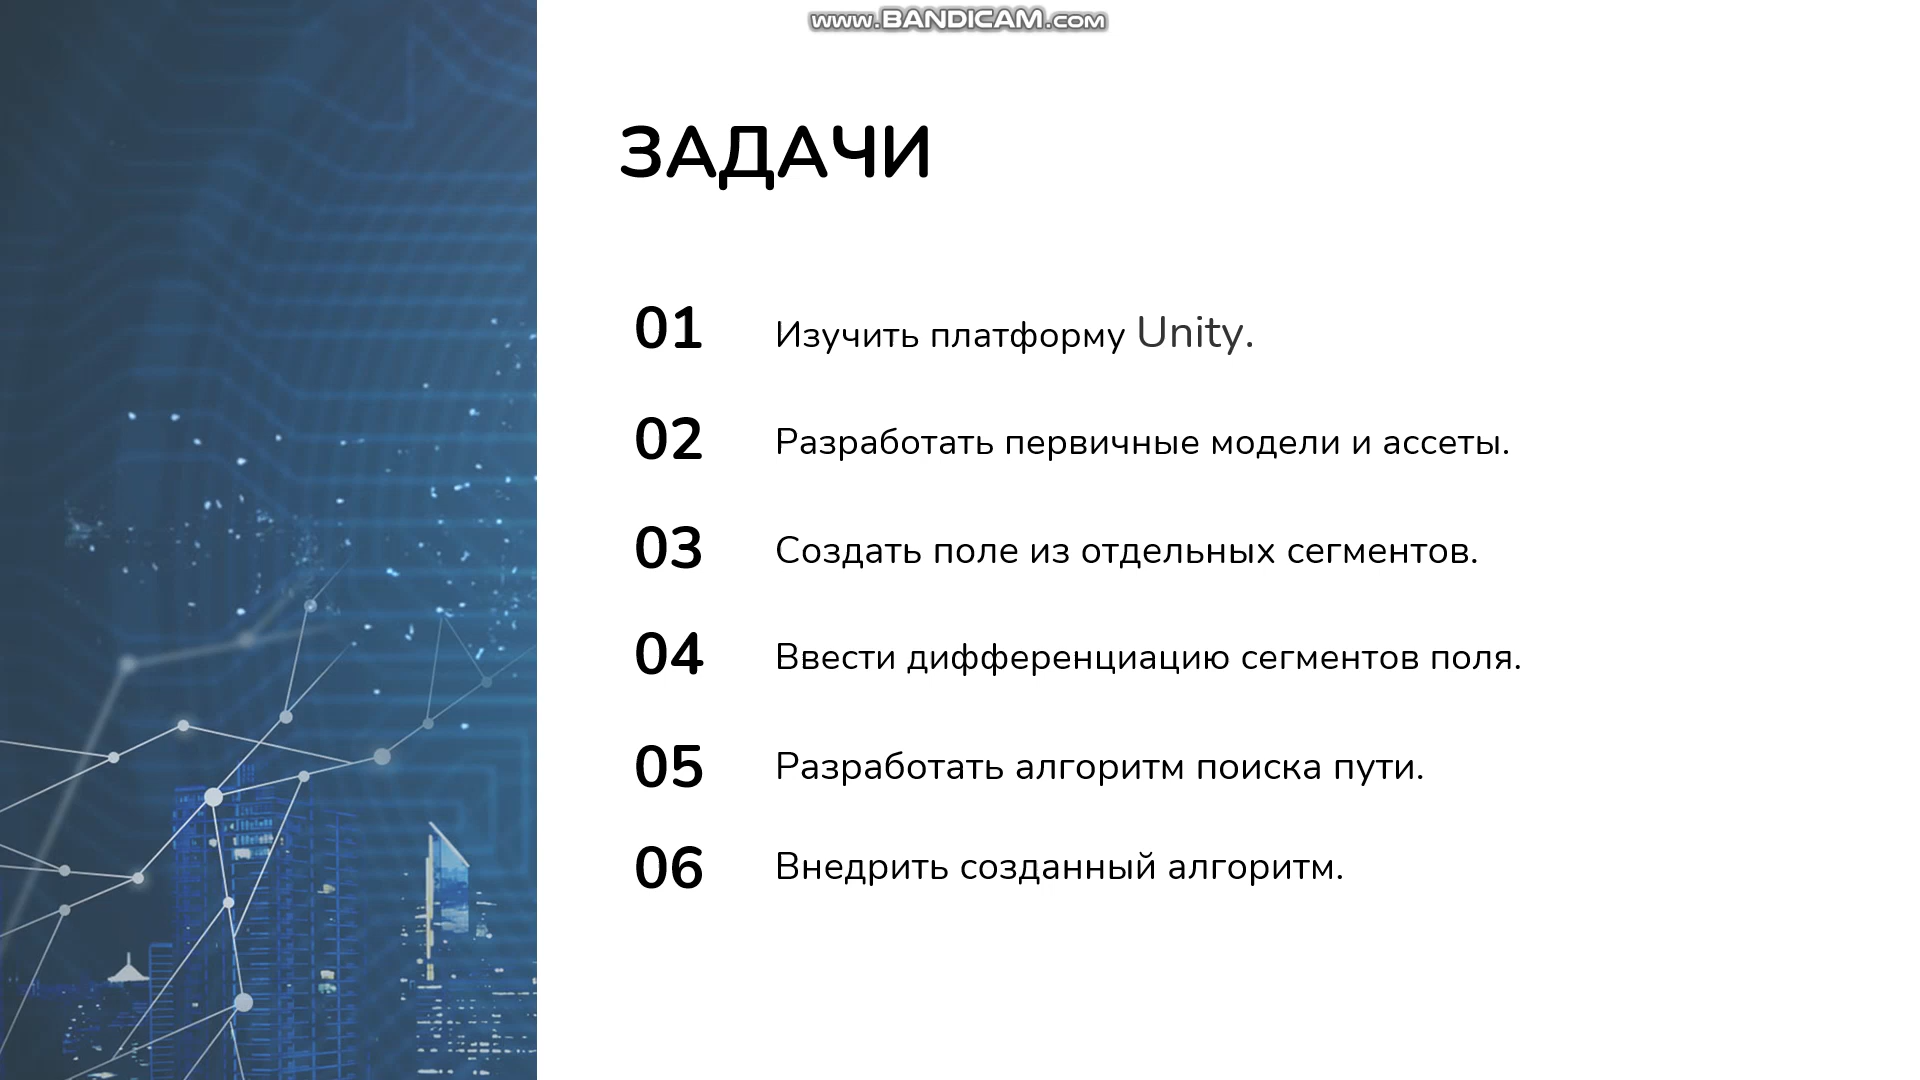 www.BANDICAM.com
ЗАДАЧИ
01 Изучить платформу Unity.
02 Разработать первичные модели и ассеты.
03 Создать поле из отдельных сегментов.
04 Ввести дифференциацию сегментов поля.
05 Разработать алгоритм поиска пути.
06 Внедрить созданный алгоритм.